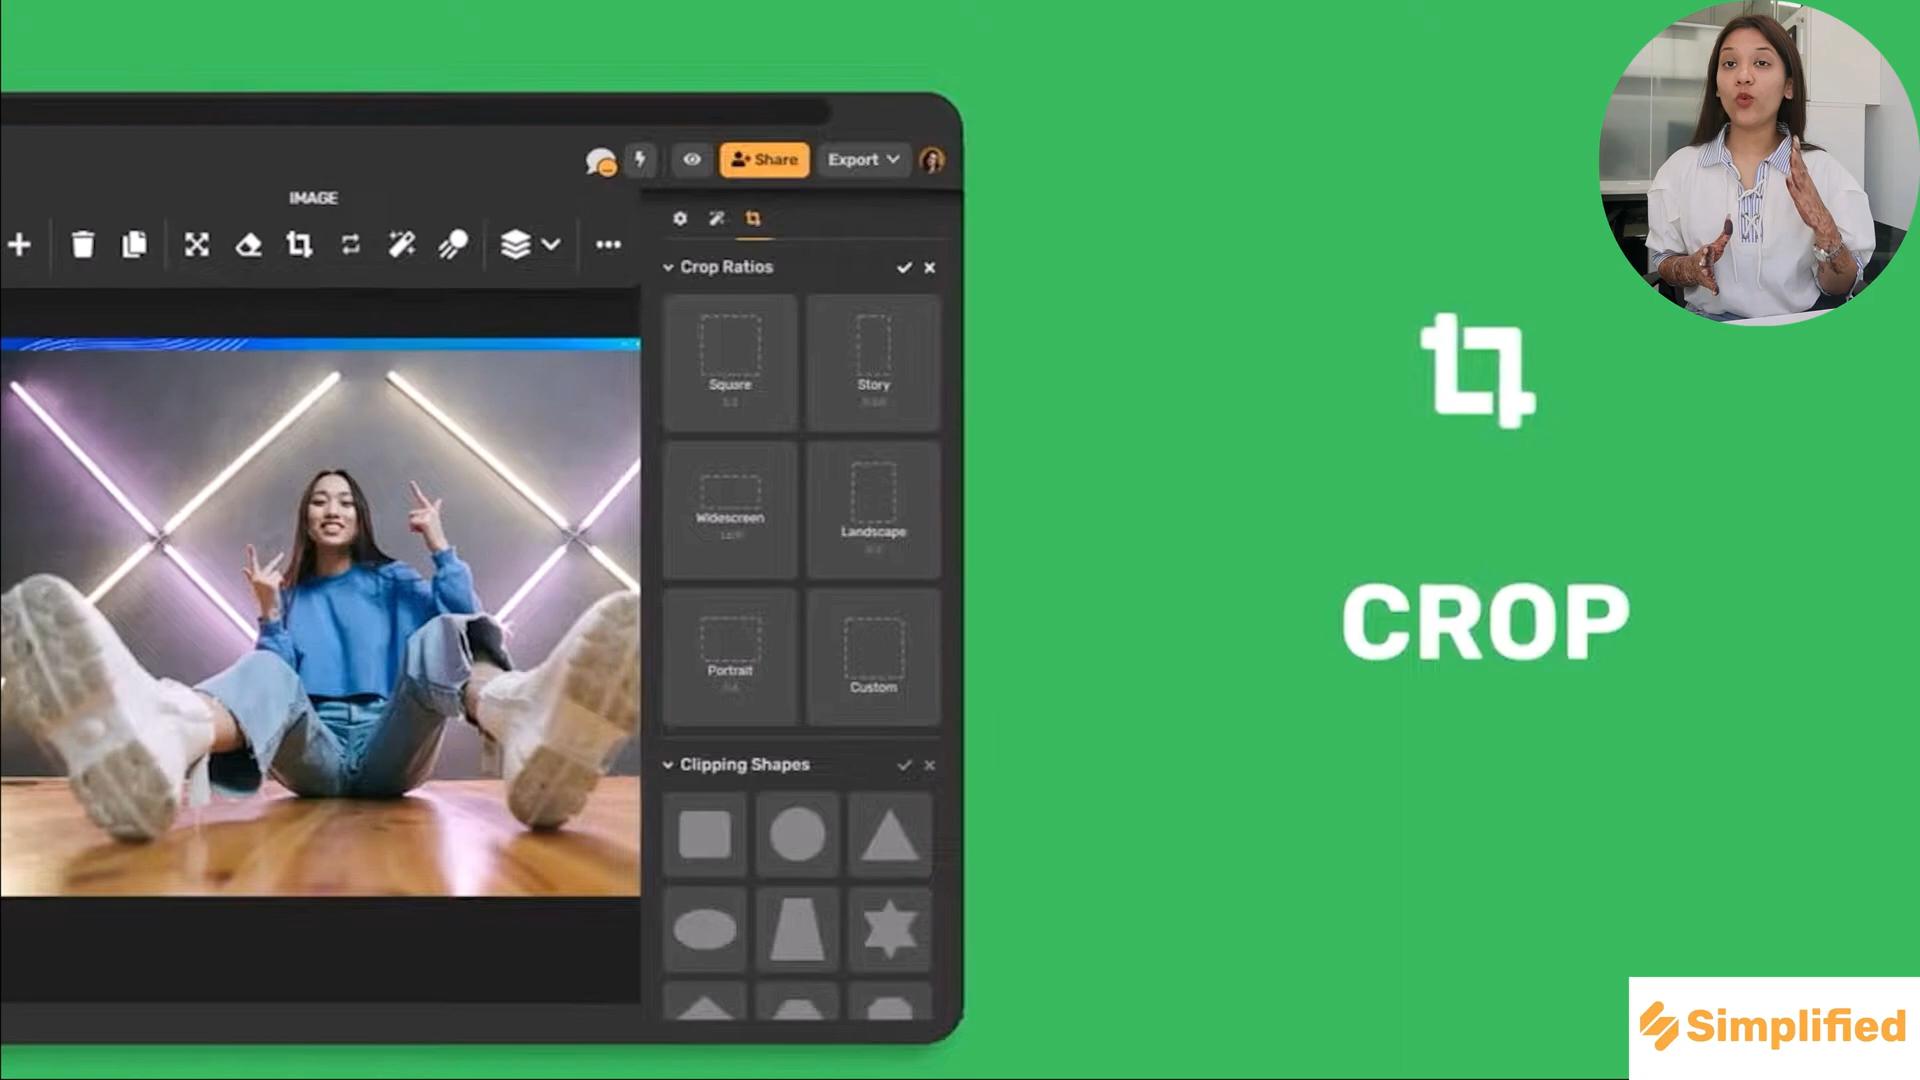 Share
Export
IMAGE
Crop Ratios
Square
Story
Widescreen
Landscape
Portrait
Custom
Clipping Shapes
CROP
Simplified